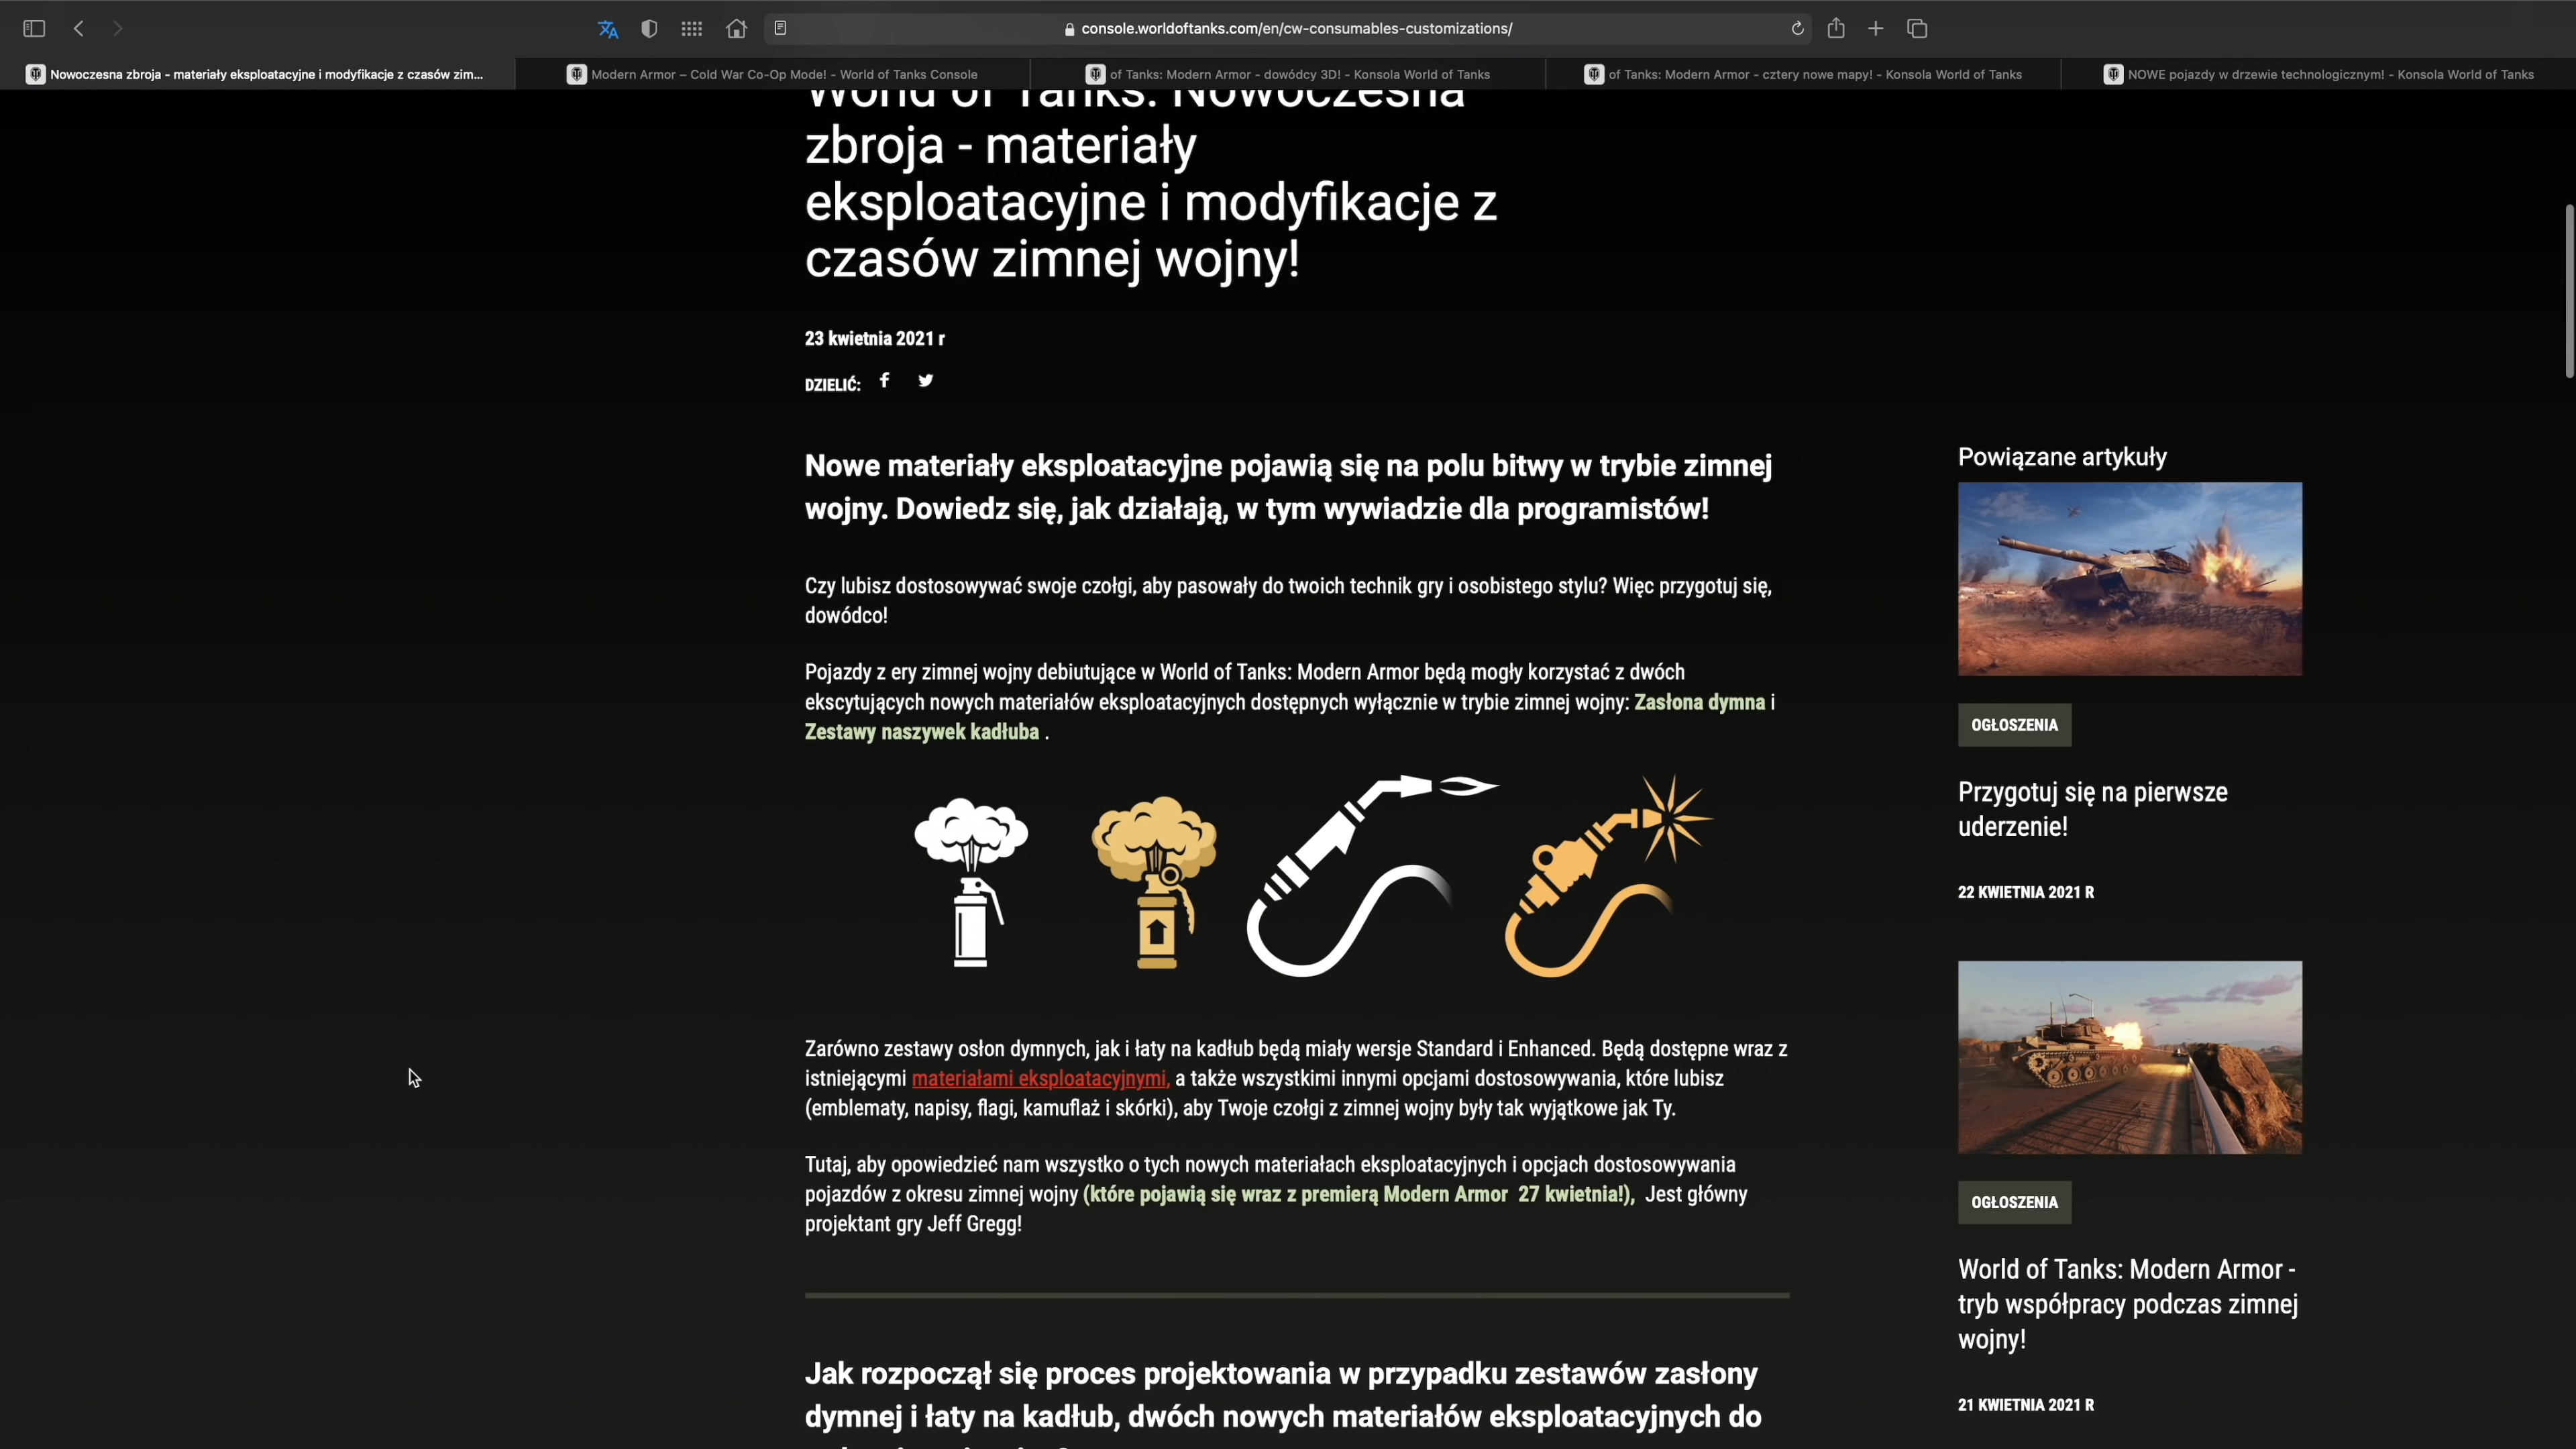 console.worldoftanks.com/en/cw-consumables-customizations/
Nowoczesna zbroja - materiały eksploatacyjne i modyfikacje z czasów zim...
Modern Armor – Cold War Co-Op Mode! - World of Tanks Console
of Tanks: Modern Armor - dowódcy 3D! - Konsola World of Tanks
of Tanks: Modern Armor - cztery nowe mapy! - Konsola World of Tanks
NOWE pojazdy w drzewie technologicznym! - Konsola World of Tanks
World of Tanks: Nowoczesna
zbroja - materiały
eksploatacyjne i modyfikacje z
czasów zimnej wojny!
23 kwietnia 2021 r
DZIELIĆ:
Nowe materiały eksploatacyjne pojawią się na polu bitwy w trybie zimnej
wojny. Dowiedz się, jak działają, w tym wywiadzie dla programistów!
Czy lubisz dostosowywać swoje czołgi, aby pasowały do twoich technik gry i osobistego stylu? Więc przygotuj się,
dowódco!
Pojazdy z ery zimnej wojny debiutujące w World of Tanks: Modern Armor będą mogły korzystać z dwóch
ekscytujących nowych materiałów eksploatacyjnych dostępnych wyłącznie w trybie zimnej wojny: Zasłona dymna i
Zestawy naszywek kadłuba .
Zarówno zestawy osłon dymnych, jak i łaty na kadłub będą miały wersje Standard i Enhanced. Będą dostępne wraz z
istniejącymi materiałami eksploatacyjnymi, a także wszystkimi innymi opcjami dostosowywania, które lubisz
(emblematy, napisy, flagi, kamuflaż i skórki), aby Twoje czołgi z zimnej wojny były tak wyjątkowe jak Ty.
Tutaj, aby opowiedzieć nam wszystko o tych nowych materiałach eksploatacyjnych i opcjach dostosowywania
pojazdów z okresu zimnej wojny (które pojawią się wraz z premierą Modern Armor 27 kwietnia!), Jest główny
projektant gry Jeff Gregg!
Jak rozpoczął się proces projektowania w przypadku zestawów zasłony
dymnej i łaty na kadłub, dwóch nowych materiałów eksploatacyjnych do
Powiązane artykuły
OGŁOSZENIA
Przygotuj się na pierwsze
uderzenie!
22 KWIETNIA 2021 R
OGŁOSZENIA
World of Tanks: Modern Armor -
tryb współpracy podczas zimnej
wojny!
21 KWIETNIA 2021 R